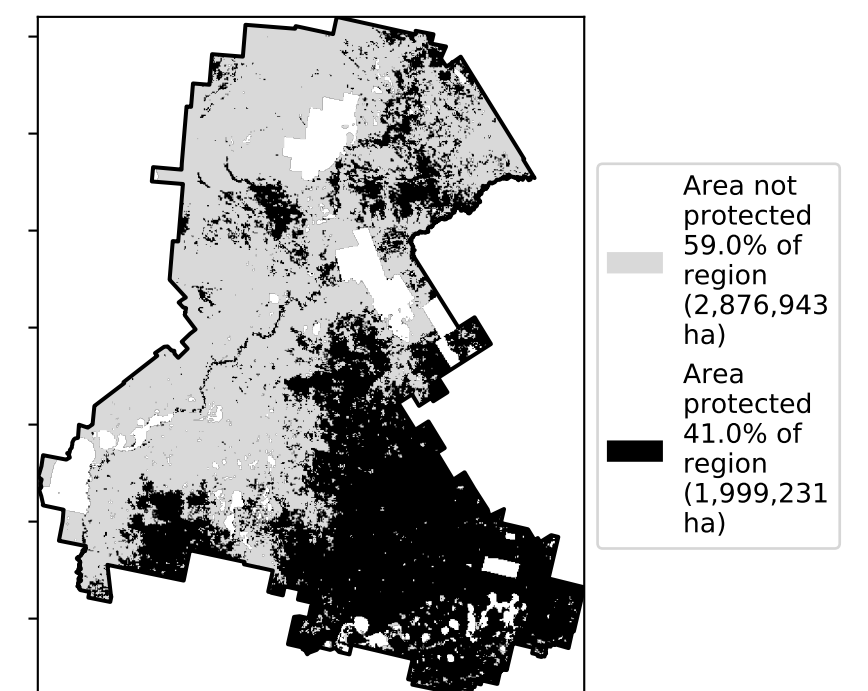 Area not
protected
59.0% of
region
(2,876,943
ha)
Area
protected
41.0% of
region
(1,999,231
ha)